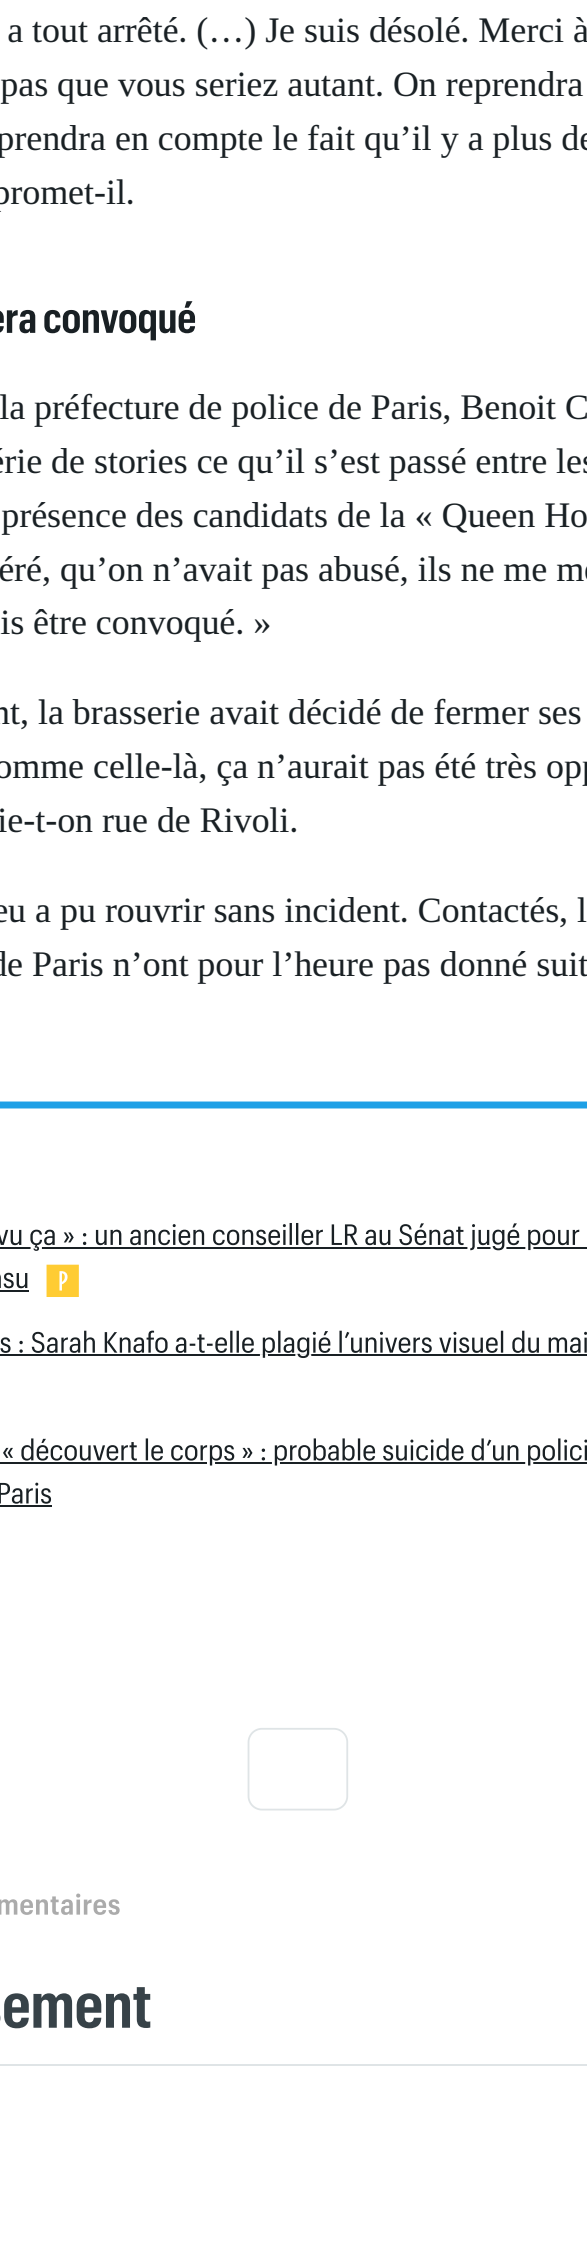 a tout arrêté. (…) Je suis désolé. Merci à
pas que vous seriez autant. On reprendra
prendra en compte le fait qu’il y a plus de
promet-il.
era convoqué
la préfecture de police de Paris, Benoit C
érie de stories ce qu’il s’est passé entre les
présence des candidats de la « Queen Ho
éré, qu’on n’avait pas abusé, ils ne me me
is être convoqué. »
nt, la brasserie avait décidé de fermer ses
omme celle-là, ça n’aurait pas été très opp
ie-t-on rue de Rivoli.
eu a pu rouvrir sans incident. Contactés, l
de Paris n’ont pour l’heure pas donné suit
vu ça » : un ancien conseiller LR au Sénat jugé pour
nsu P
s : Sarah Knafo a-t-elle plagié l’univers visuel du mai
« découvert le corps » : probable suicide d’un polici
Paris
mentaires
sement